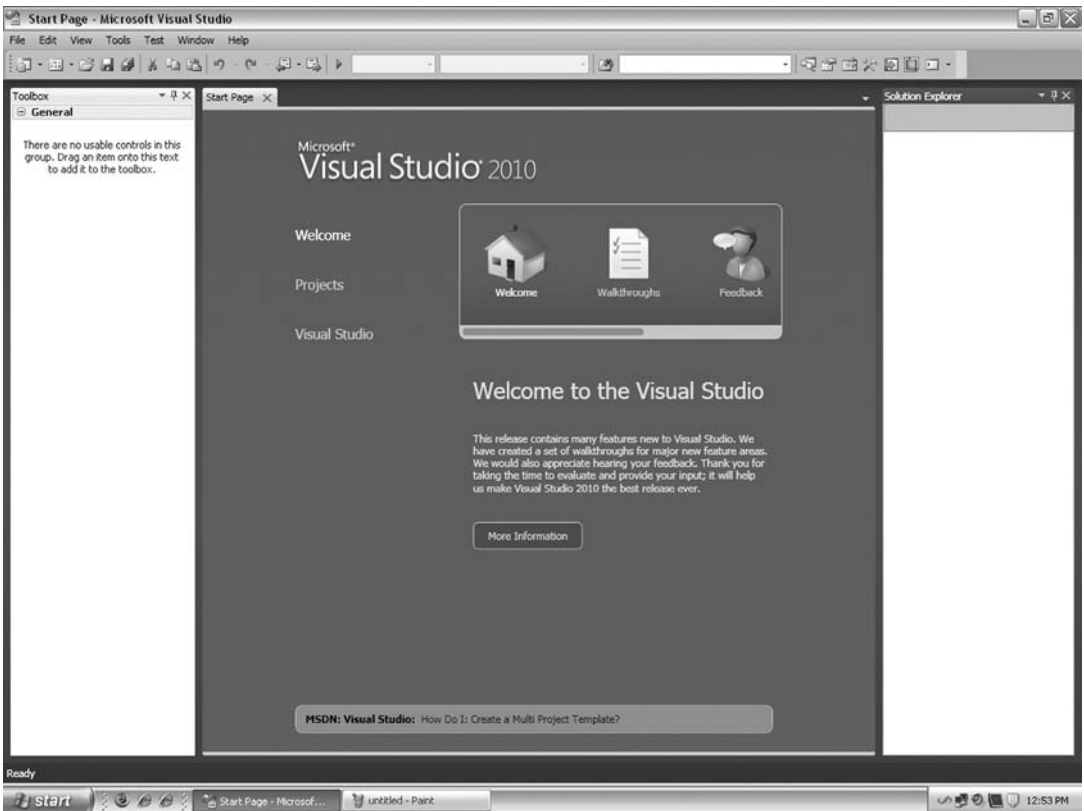 Start Page - Microsoft Visual Studio
File Edit View Tools Test Window Help
Toolbox
General
There are no usable controls in this
group. Drag an item onto this text
to add it to the toolbox.
Start Page
Solution Explorer
Microsoft®
Visual Studio® 2010
Welcome
Projects
Visual Studio
Welcome Walkthroughs Feedback
Welcome to the Visual Studio
This release contains many features new to Visual Studio. We
have created a set of walkthroughs for major new feature areas.
We would also appreciate hearing your feedback. Thank you for
taking the time to evaluate and provide your input; it will help
us make Visual Studio 2010 the best release ever.
More Information
MSDN: Visual Studio: How Do I: Create a Multi Project Template?
Ready
start Start Page - Microsof... untitled - Paint 12:53 PM